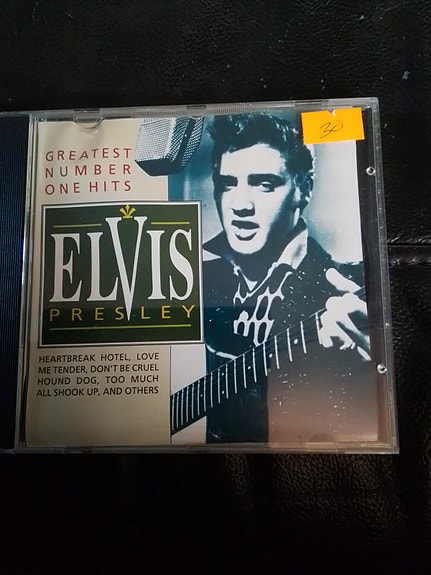 GREATEST
NUMBER
ONE HITS
ELVIS
PRESLEY
HEARTBREAK HOTEL, LOVE
ME TENDER, DON'T BE CRUEL
HOUND DOG, TOO MUCH
ALL SHOOK UP, AND OTHERS